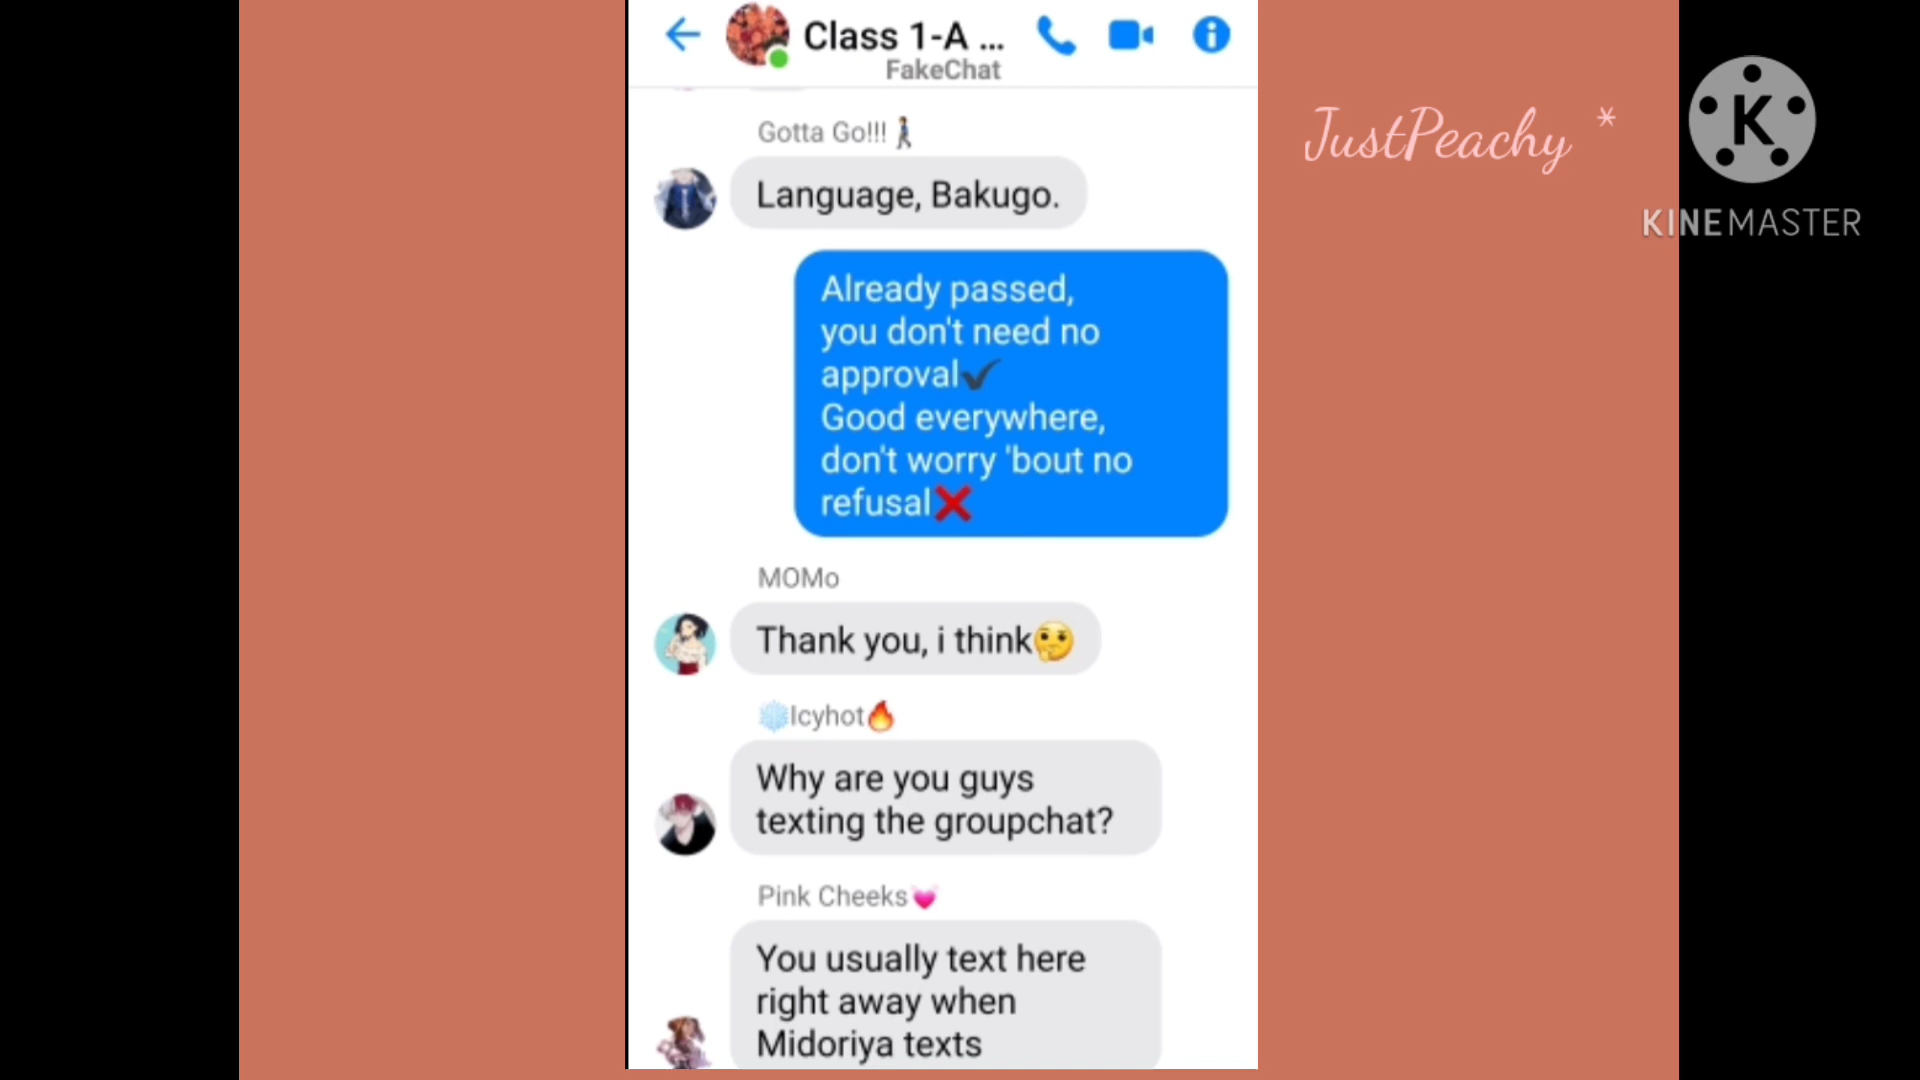 Class 1-A ...
FakeChat
Gotta Go!!!🚶
Language, Bakugo.
Already passed,
you don't need no
approval✔
Good everywhere,
don't worry 'bout no
refusal❌
MOMo
Thank you, i think🤔
❄Icyhot🔥
Why are you guys
texting the groupchat?
Pink Cheeks💓
You usually text here
right away when
Midoriya texts
JustPeachy *
K
KINEMASTER